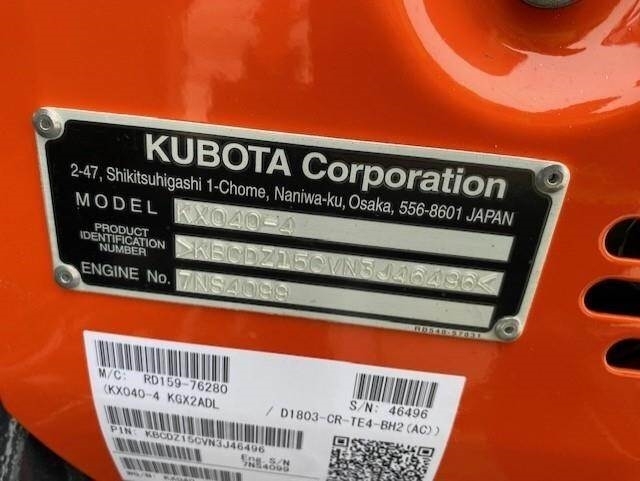 KUBOTA Corporation
2-47, Shikitsuhigashi 1-Chome, Naniwa-ku, Osaka, 556-8601 JAPAN
MODEL KX040-4
PRODUCT IDENTIFICATION NUMBER >KBCDZ15CVN3J46496<
ENGINE No. 7NS4099
RD548-57831
M/C: RD159-76280 S/N: 46496
(KX040-4 KGX2ADL / D1803-CR-TE4-BH2(AC))
PIN: KBCDZ15CVN3J46496
Eng.S/N
7NS4099